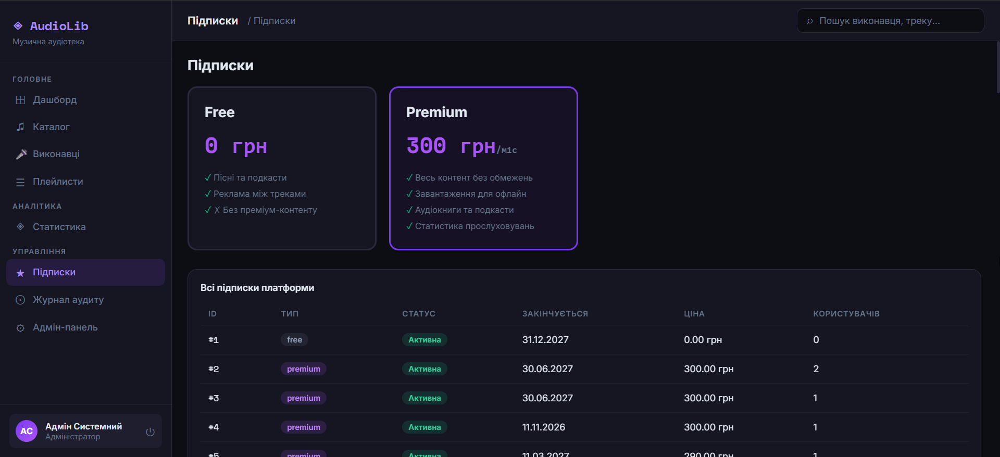 AudioLib
Музична аудіотека
ГОЛОВНЕ
Дашборд
Каталог
Виконавці
Плейлисти
АНАЛІТИКА
Статистика
УПРАВЛІННЯ
Підписки
Журнал аудиту
Адмін-панель
АС
Адмін Системний
Адміністратор
Підписки / Підписки
Пошук виконавця, треку...
Підписки
Free
0 грн
✓ Пісні та подкасти
✓ Реклама між треками
✓ ✗ Без преміум-контенту
Premium
300 грн/міс
✓ Весь контент без обмежень
✓ Завантаження для офлайн
✓ Аудіокниги та подкасти
✓ Статистика прослуховувань
Всі підписки платформи
ID ТИП СТАТУС ЗАКІНЧУЄТЬСЯ ЦІНА КОРИСТУВАЧІВ
#1 free Активна 31.12.2027 0.00 грн 0
#2 premium Активна 30.06.2027 300.00 грн 2
#3 premium Активна 30.06.2027 300.00 грн 1
#4 premium Активна 11.11.2026 300.00 грн 1
#5 premium Активна 11.03.2027 290.00 грн 1